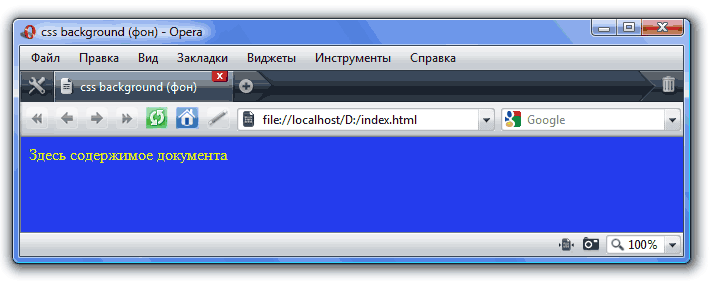 css background (фон) - Opera
Файл Правка Вид Закладки Виджеты Инструменты Справка
css background (фон)
file://localhost/D:/index.html Google
Здесь содержимое документа
100%